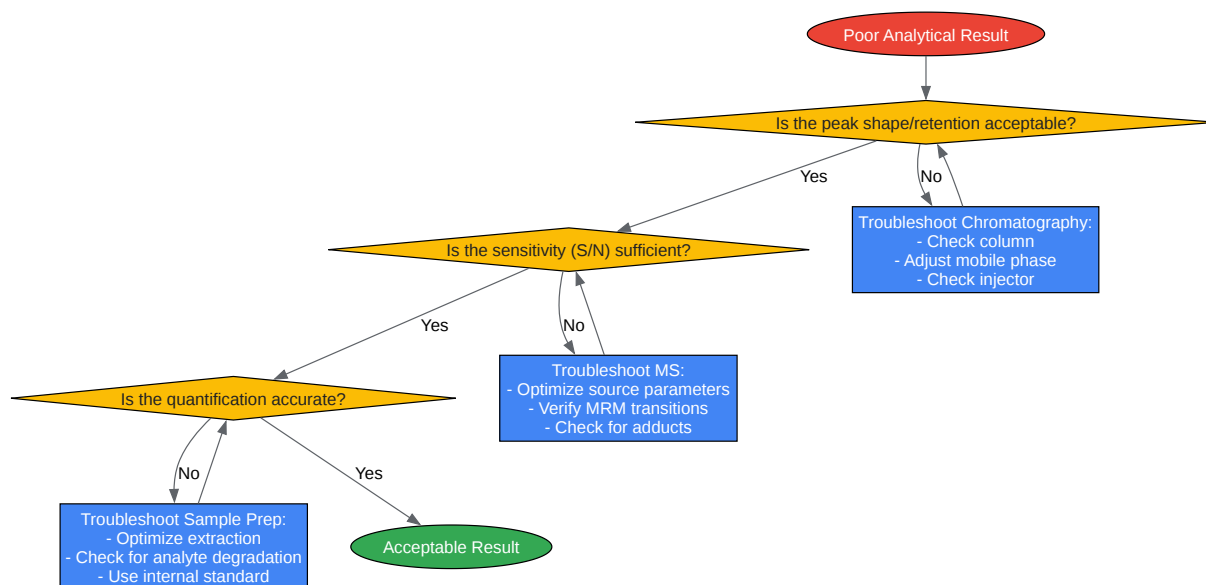 Poor Analytical Result
Is the peak shape/retention acceptable?
Yes
No
Troubleshoot Chromatography:
- Check column
- Adjust mobile phase
- Check injector
Is the sensitivity (S/N) sufficient?
Yes
No
Troubleshoot MS:
- Optimize source parameters
- Verify MRM transitions
- Check for adducts
Is the quantification accurate?
No
Yes
Troubleshoot Sample Prep:
- Optimize extraction
- Check for analyte degradation
- Use internal standard
Acceptable Result